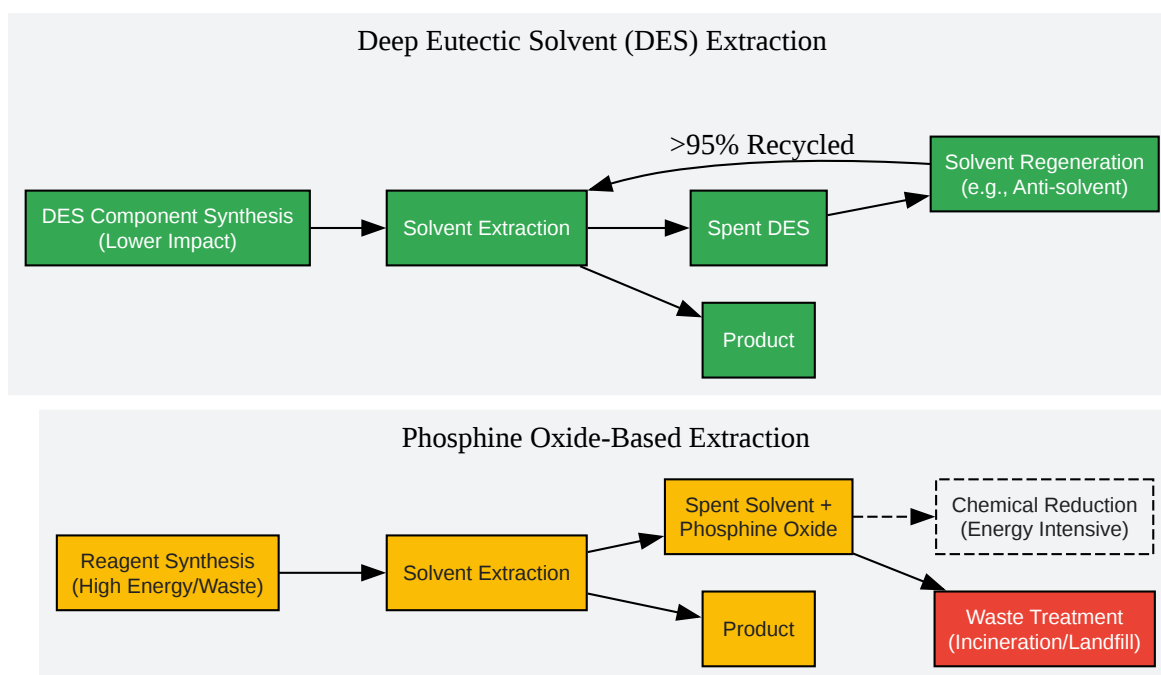 Deep Eutectic Solvent (DES) Extraction
>95% Recycled
Solvent Regeneration
(e.g., Anti-solvent)
DES Component Synthesis
(Lower Impact)
Solvent Extraction
Spent DES
Product
Phosphine Oxide-Based Extraction
Spent Solvent +
Phosphine Oxide
Chemical Reduction
(Energy Intensive)
Reagent Synthesis
(High Energy/Waste)
Solvent Extraction
Product
Waste Treatment
(Incineration/Landfill)